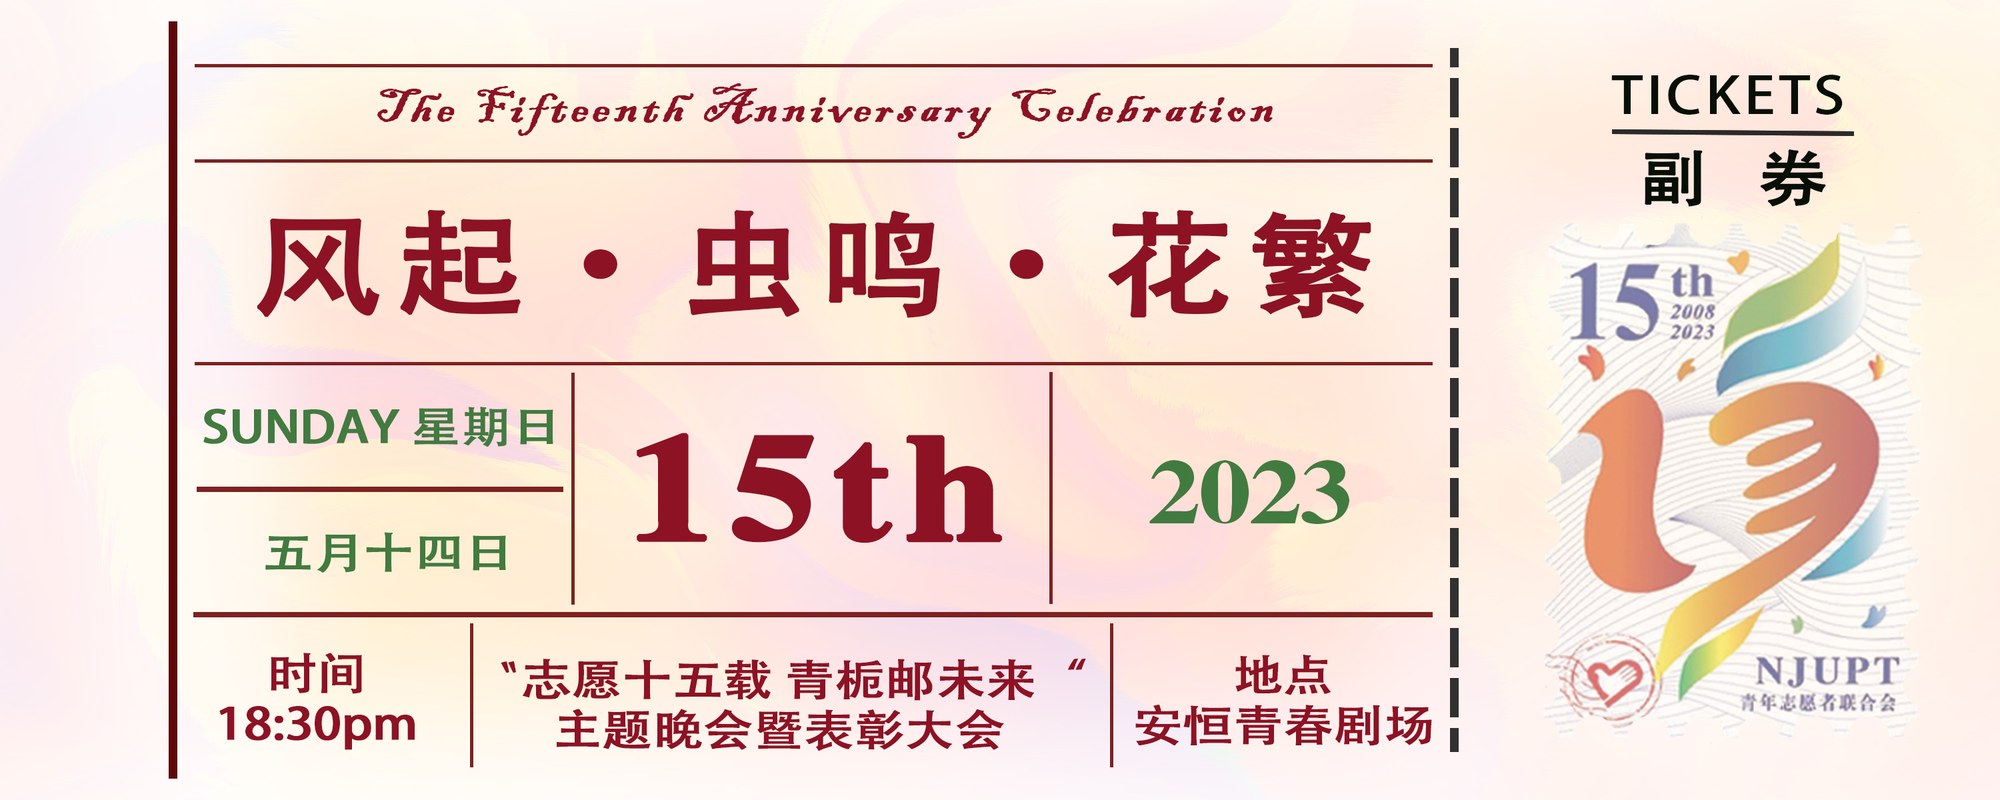 The Fifteenth Anniversary Celebration
风起·虫鸣·花繁
SUNDAY 星期日
五月十四日
15th
2023
时间
18:30pm
〝志愿十五载 青栀邮未来〝
主题晚会暨表彰大会
地点
安恒青春剧场
TICKETS
副 券
15th
2008
2023
NJUPT
青年志愿者联合会